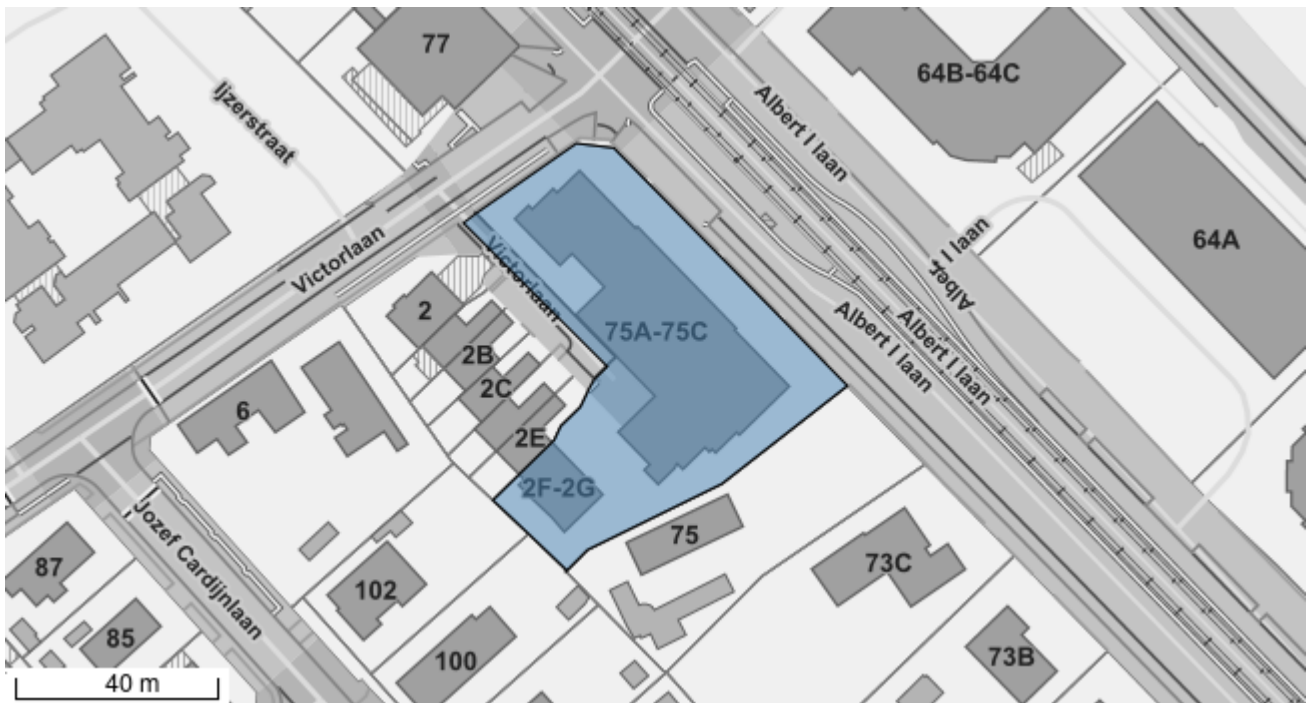 77
64B-64C
Ijzerstraat
Albert I laan
Victorlaan
Victorlaan
I laan
Alber
64A
2
75A-75C
Albert I laan
Albert I laan
2B
2C
6
2E
2F-2G
Jozef Cardijnlaan
75
87
102
73C
85
100
73B
40 m